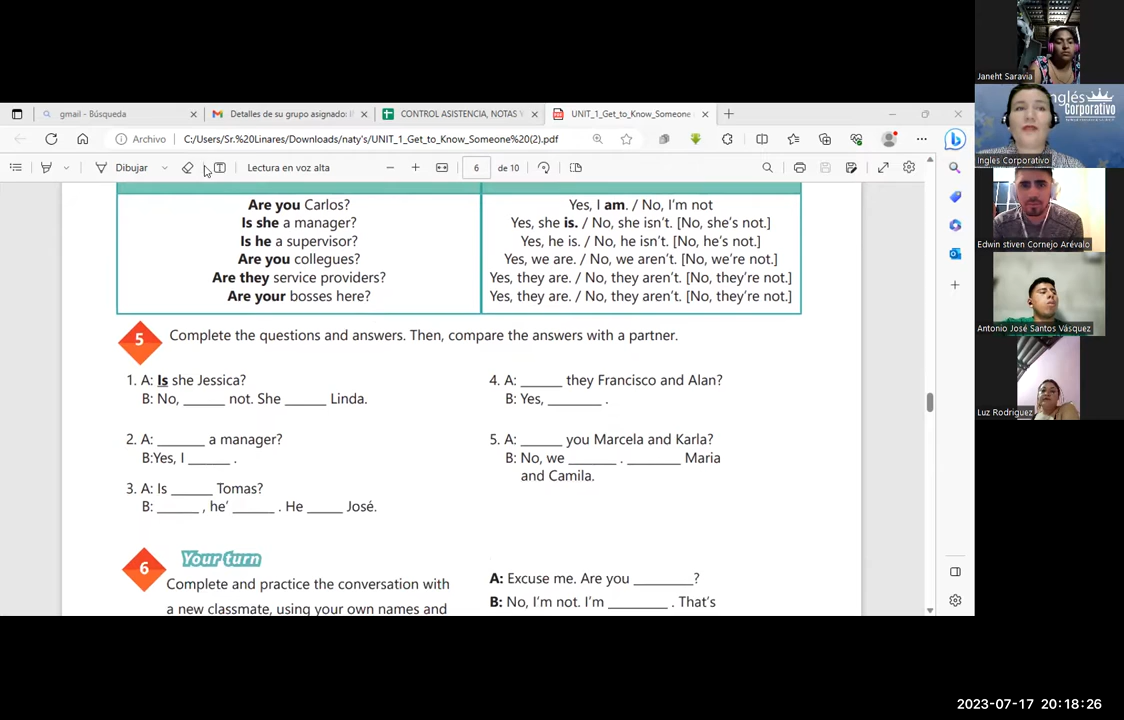 gmail - Búsqueda
Detalles de su grupo asignado: I
CONTROL ASISTENCIA, NOTAS
UNIT_1_Get_to_Know_Someone
Archivo
C:/Users/Sr.%20Linares/Downloads/naty's/UNIT_1_Get_to_Know_Someone%20(2).pdf
Dibujar
Lectura en voz alta
6
de 10
Are you Carlos? Yes, I am. / No, I'm not
Is she a manager? Yes, she is. / No, she isn't. [No, she's not.]
Is he a supervisor? Yes, he is. / No, he isn't. [No, he's not.]
Are you collegues? Yes, we are. / No, we aren't. [No, we're not.]
Are they service providers? Yes, they are. / No, they aren't. [No, they're not.]
Are your bosses here? Yes, they are. / No, they aren't. [No, they're not.]
5 Complete the questions and answers. Then, compare the answers with a partner.
1. A: Is she Jessica?
B: No, ______ not. She ______ Linda.
2. A: _______ a manager?
B:Yes, I ______ .
3. A: Is ______ Tomas?
B: ______ , he' ______ . He _____ José.
4. A: ______ they Francisco and Alan?
B: Yes, ________ .
5. A: ______ you Marcela and Karla?
B: No, we _______ . ________ Maria
and Camila.
6 Your turn
Complete and practice the conversation with
a new classmate, using your own names and
A: Excuse me. Are you _________?
B: No, I'm not. I'm _________ . That's
Janeht Saravia
Inglés
Corporativo
Ingles Corporativo
Edwin stiven Cornejo Arévalo
Antonio José Santos Vásquez
Luz Rodriguez
2023-07-17 20:18:26